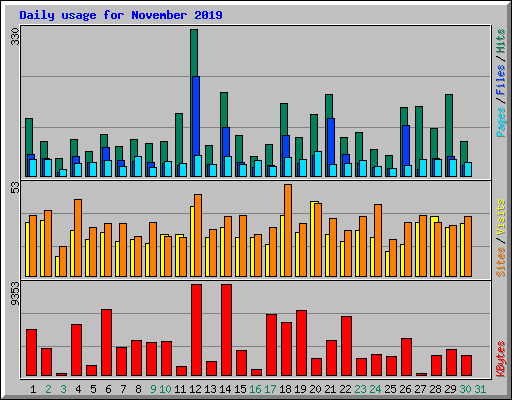 Daily usage for November 2019
330
Pages / Files / Hits
53
Sites / Visits
9353
KBytes
1 2 3 4 5 6 7 8 9 10 11 12 13 14 15 16 17 18 19 20 21 22 23 24 25 26 27 28 29 30 31